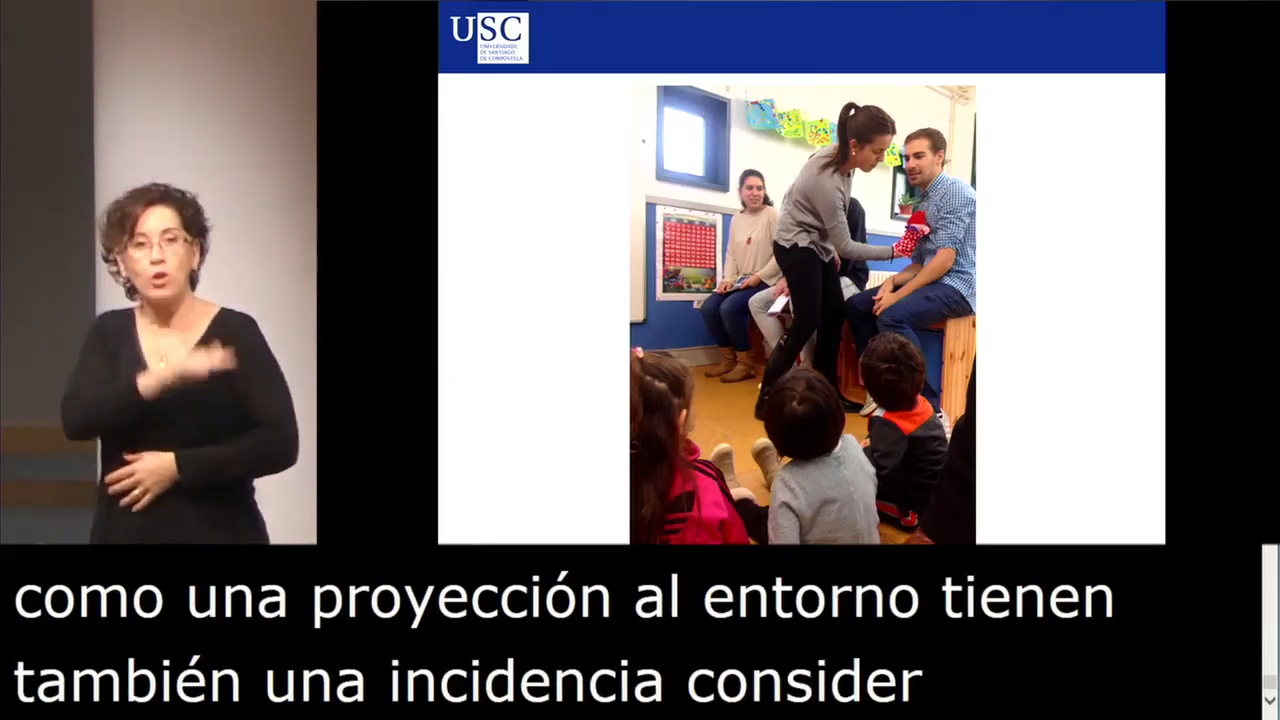 USC
UNIVERSIDADE
DE SANTIAGO
DE COMPOSTELA
como una proyección al entorno tienen
también una incidencia consider